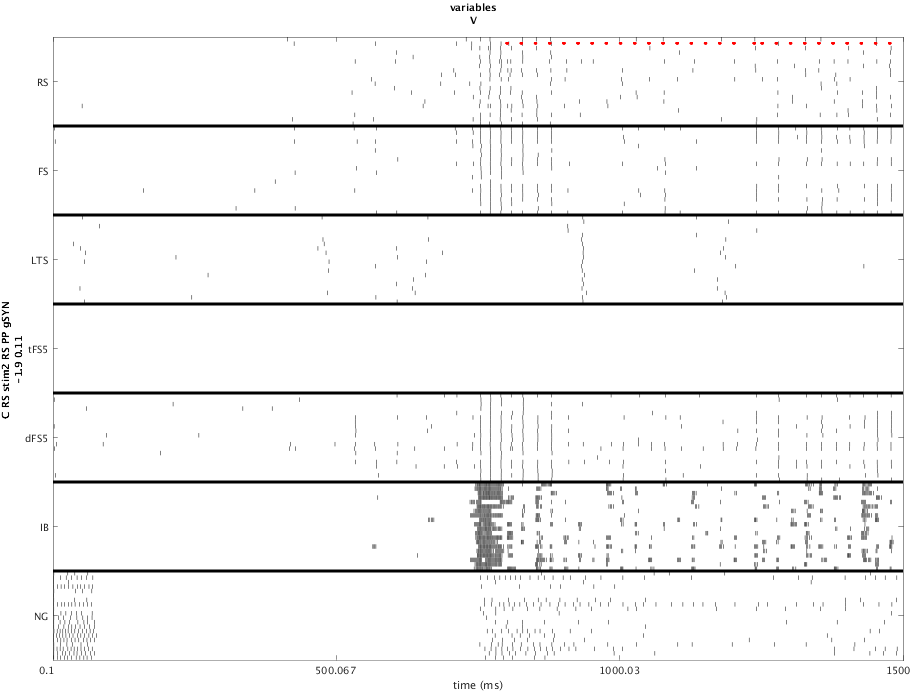 variables
V
RS
FS
LTS
tFS5
dFS5
IB
NG
C RS stim2 RS PP gSYN
-1.9 0.11
0.1 500.067 1000.03 1500
time (ms)